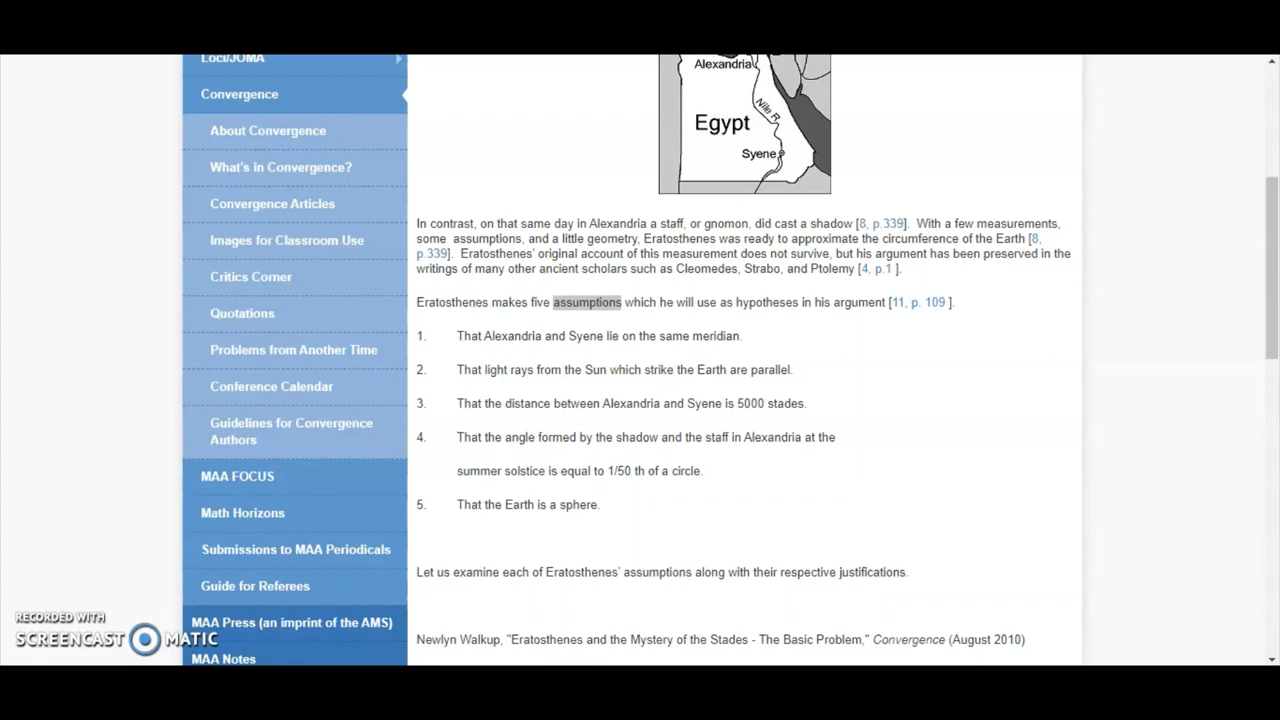 Loci/JOMA
Convergence
About Convergence
What's in Convergence?
Convergence Articles
Images for Classroom Use
Critics Corner
Quotations
Problems from Another Time
Conference Calendar
Guidelines for Convergence
Authors
MAA FOCUS
Math Horizons
Submissions to MAA Periodicals
Guide for Referees
MAA Press (an imprint of the AMS)
MAA Notes
Alexandria
Nile R.
Egypt
Syene
In contrast, on that same day in Alexandria a staff, or gnomon, did cast a shadow [8, p.339].  With a few measurements,
some  assumptions, and a little geometry, Eratosthenes was ready to approximate the circumference of the Earth [8,
p.339].  Eratosthenes' original account of this measurement does not survive, but his argument has been preserved in the
writings of many other ancient scholars such as Cleomedes, Strabo, and Ptolemy [4, p.1 ].
Eratosthenes makes five assumptions which he will use as hypotheses in his argument [11, p. 109 ].
1. That Alexandria and Syene lie on the same meridian.
2. That light rays from the Sun which strike the Earth are parallel.
3. That the distance between Alexandria and Syene is 5000 stades.
4. That the angle formed by the shadow and the staff in Alexandria at the
summer solstice is equal to 1/50 th of a circle.
5. That the Earth is a sphere.
Let us examine each of Eratosthenes' assumptions along with their respective justifications.
Newlyn Walkup, "Eratosthenes and the Mystery of the Stades - The Basic Problem," Convergence (August 2010)
RECORDED WITH
SCREENCAST MATIC